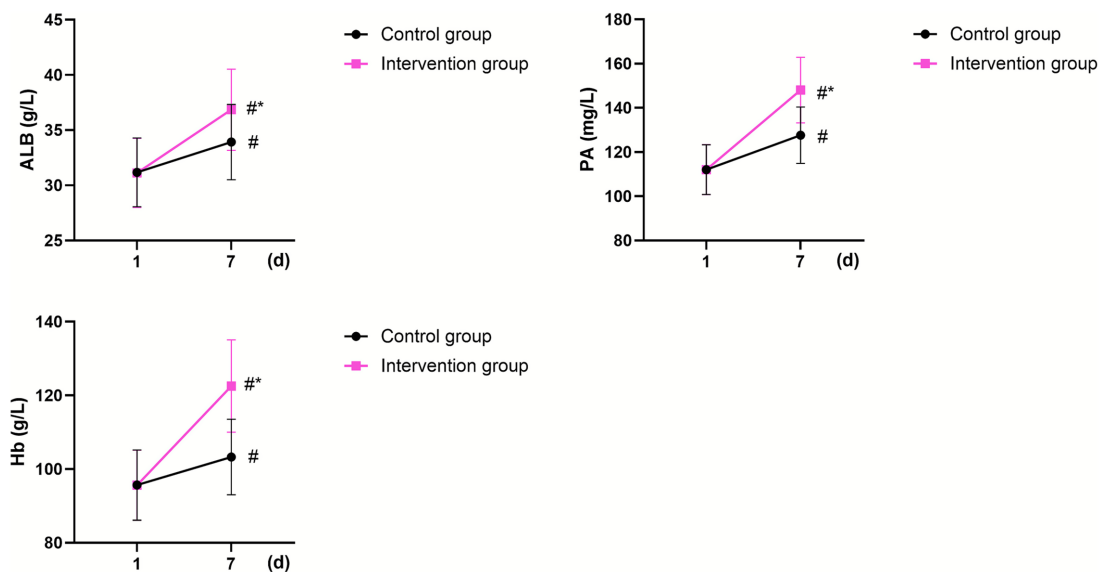 ALB (g/L)
45
40
35
30
25
1
7
(d)
#*
#
Control group
Intervention group
PA (mg/L)
180
160
140
120
100
80
1
7
(d)
#*
#
Control group
Intervention group
Hb (g/L)
140
120
100
80
1
7
(d)
#*
#
Control group
Intervention group